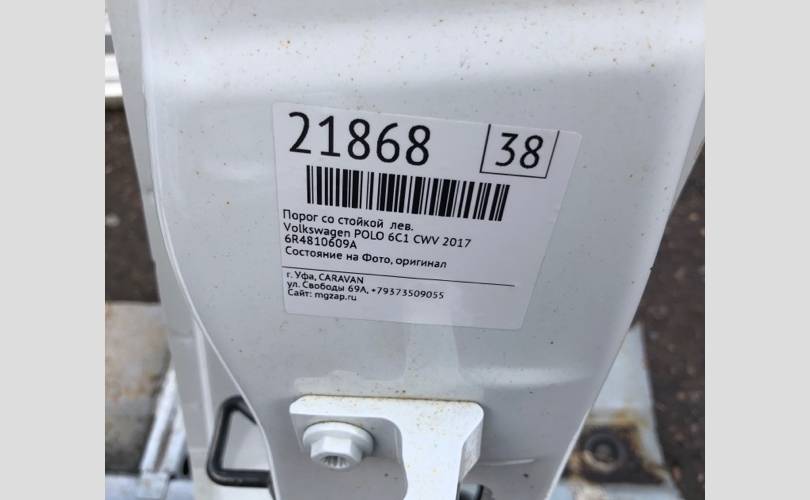 21868 38
Порог со стойкой лев.
Volkswagen POLO 6C1 CWV 2017
6R4810609A
Состояние на Фото, оригинал
г. Уфа, CARAVAN
ул. Свободы 69А, +79373509055
Сайт: mgzap.ru